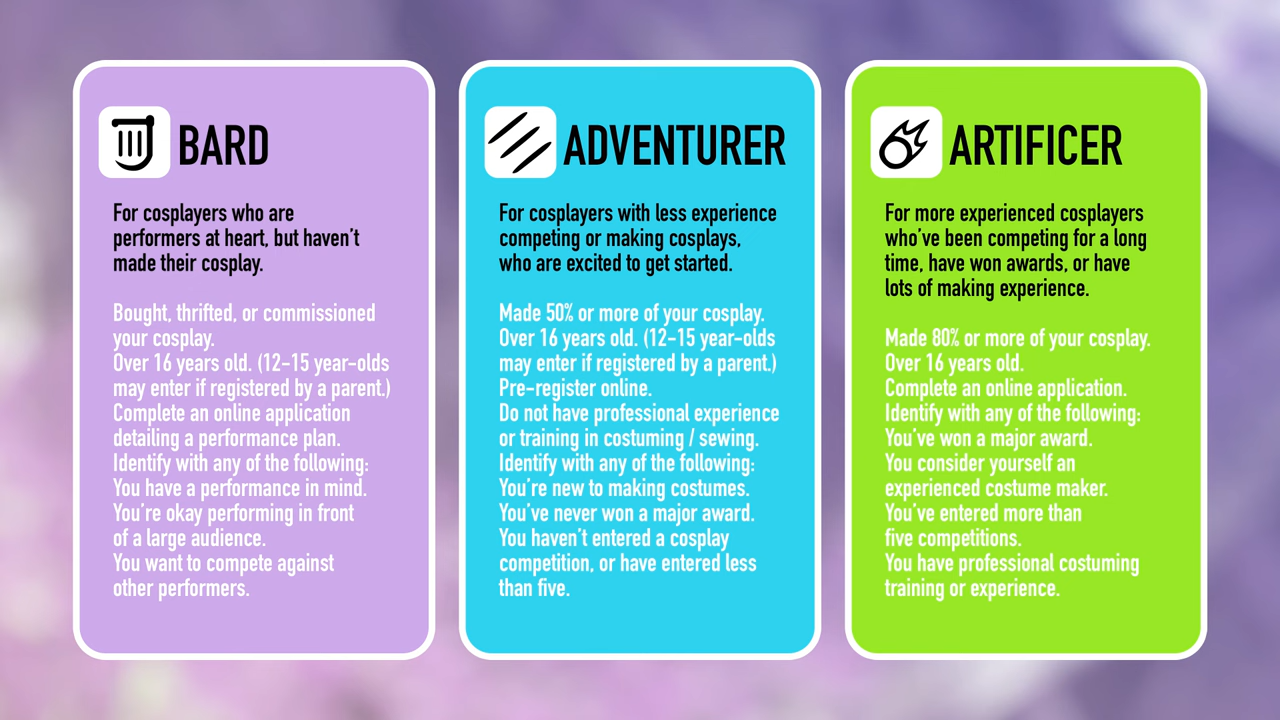 BARD
For cosplayers who are
performers at heart, but haven't
made their cosplay.
Bought, thrifted, or commissioned
your cosplay.
Over 16 years old. (12-15 year-olds
may enter if registered by a parent.)
Complete an online application
detailing a performance plan.
Identify with any of the following:
You have a performance in mind.
You're okay performing in front
of a large audience.
You want to compete against
other performers.
ADVENTURER
For cosplayers with less experience
competing or making cosplays,
who are excited to get started.
Made 50% or more of your cosplay.
Over 16 years old. (12-15 year-olds
may enter if registered by a parent.)
Pre-register online.
Do not have professional experience
or training in costuming / sewing.
Identify with any of the following:
You're new to making costumes.
You've never won a major award.
You haven't entered a cosplay
competition, or have entered less
than five.
ARTIFICER
For more experienced cosplayers
who've been competing for a long
time, have won awards, or have
lots of making experience.
Made 80% or more of your cosplay.
Over 16 years old.
Complete an online application.
Identify with any of the following:
You've won a major award.
You consider yourself an
experienced costume maker.
You've entered more than
five competitions.
You have professional costuming
training or experience.